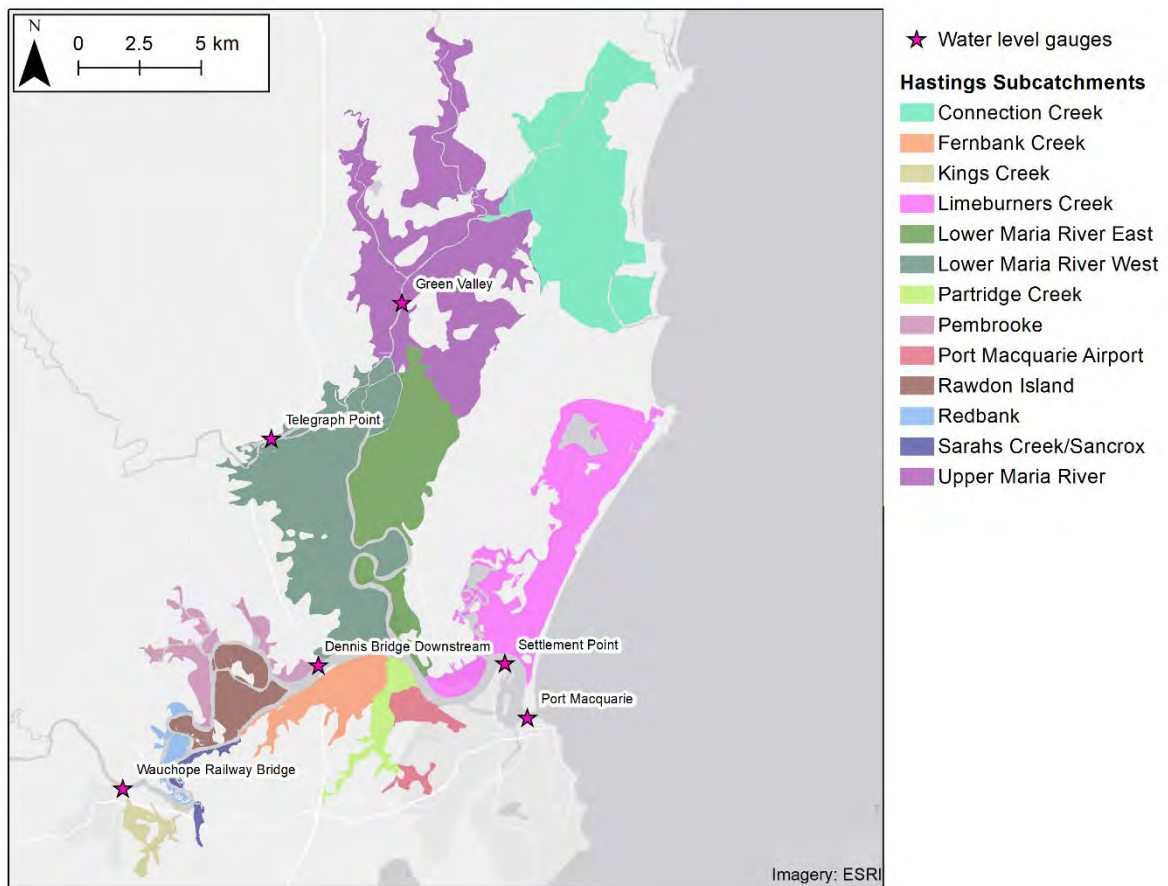 N
0 2.5 5 km
Green Valley
Telegraph Point
Dennis Bridge Downstream
Settlement Point
Port Macquarie
Wauchope Railway Bridge
Imagery: ESRI
Water level gauges
Hastings Subcatchments
Connection Creek
Fernbank Creek
Kings Creek
Limeburners Creek
Lower Maria River East
Lower Maria River West
Partridge Creek
Pembrooke
Port Macquarie Airport
Rawdon Island
Redbank
Sarahs Creek/Sancrox
Upper Maria River